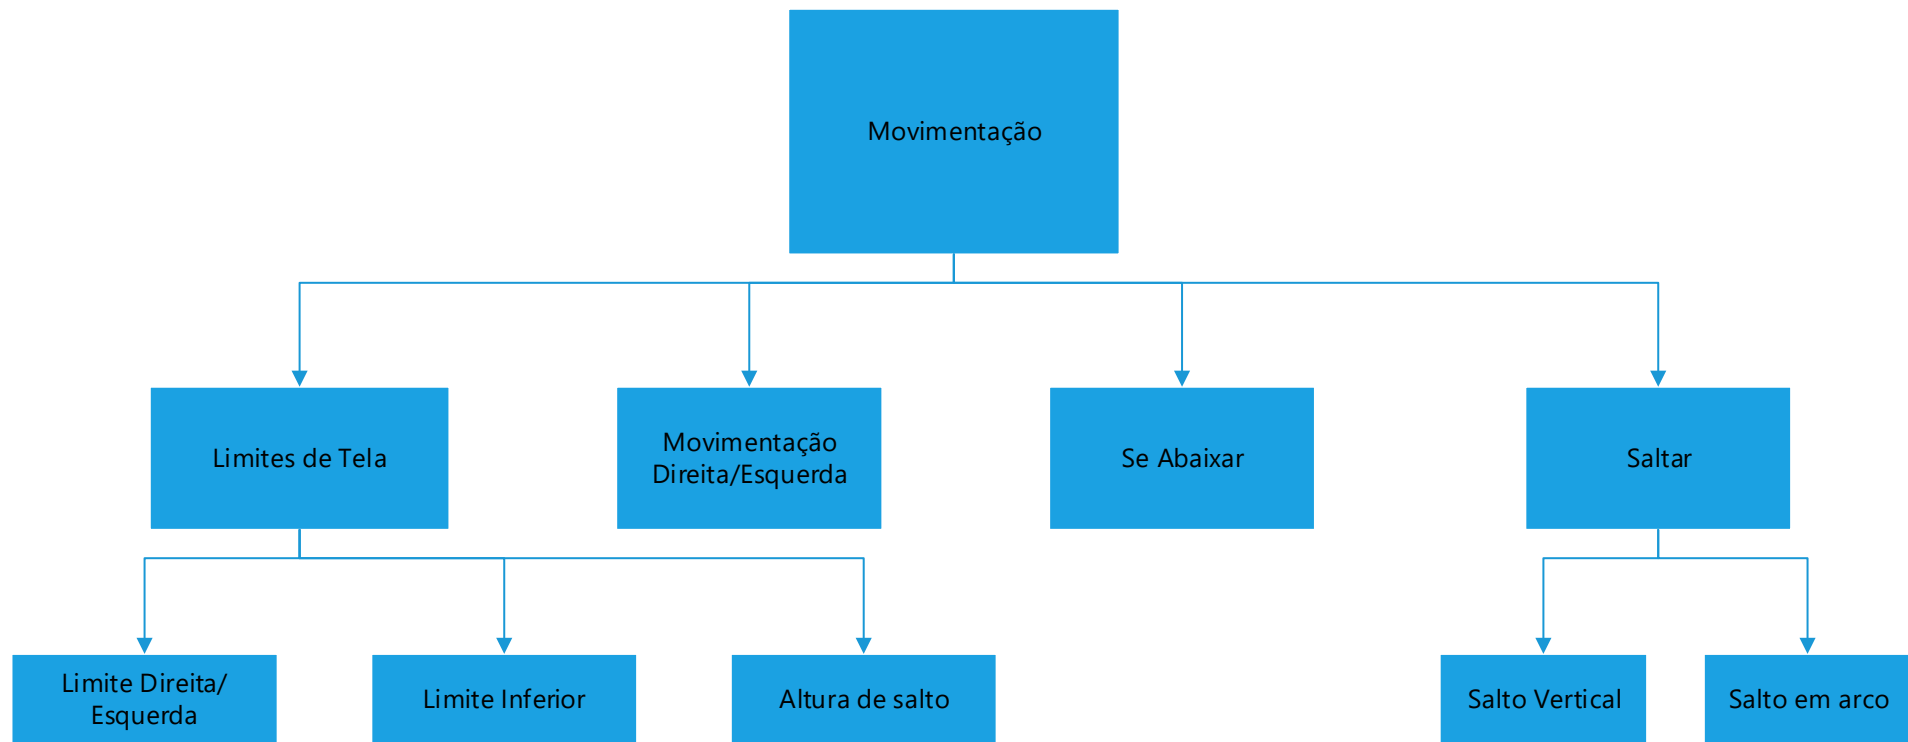 Movimentação
Limites de Tela
Movimentação
Direita/Esquerda
Se Abaixar
Saltar
Limite Direita/
Esquerda
Limite Inferior
Altura de salto
Salto Vertical
Salto em arco